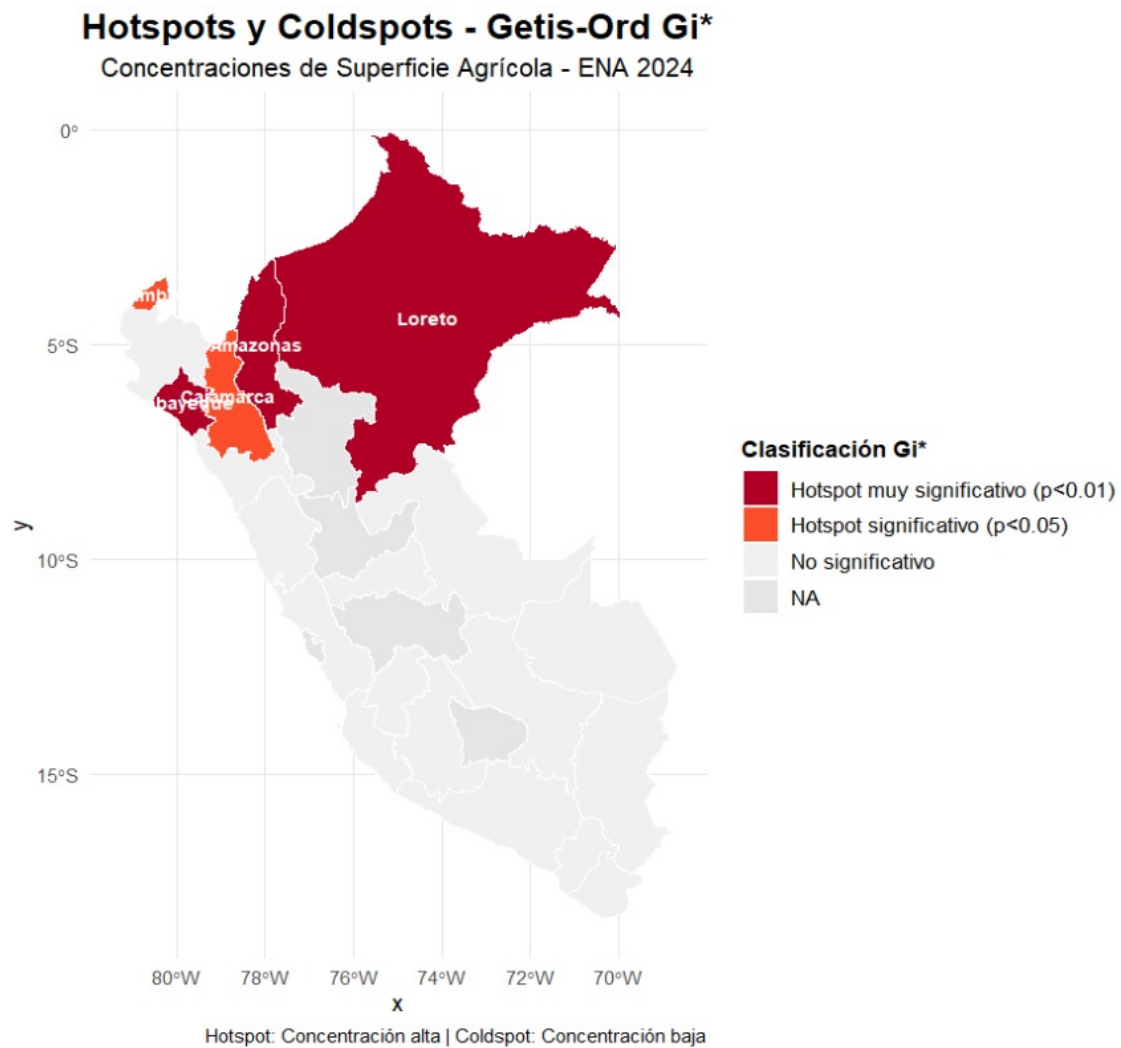 Hotspots y Coldspots - Getis-Ord Gi*
Concentraciones de Superficie Agrícola - ENA 2024
0°
5°S
10°S
15°S
y
umb
Loreto
Amazonas
Cajamarca
bayeque
80°W 78°W 76°W 74°W 72°W 70°W
x
Clasificación Gi*
Hotspot muy significativo (p<0.01)
Hotspot significativo (p<0.05)
No significativo
NA
Hotspot: Concentración alta | Coldspot: Concentración baja